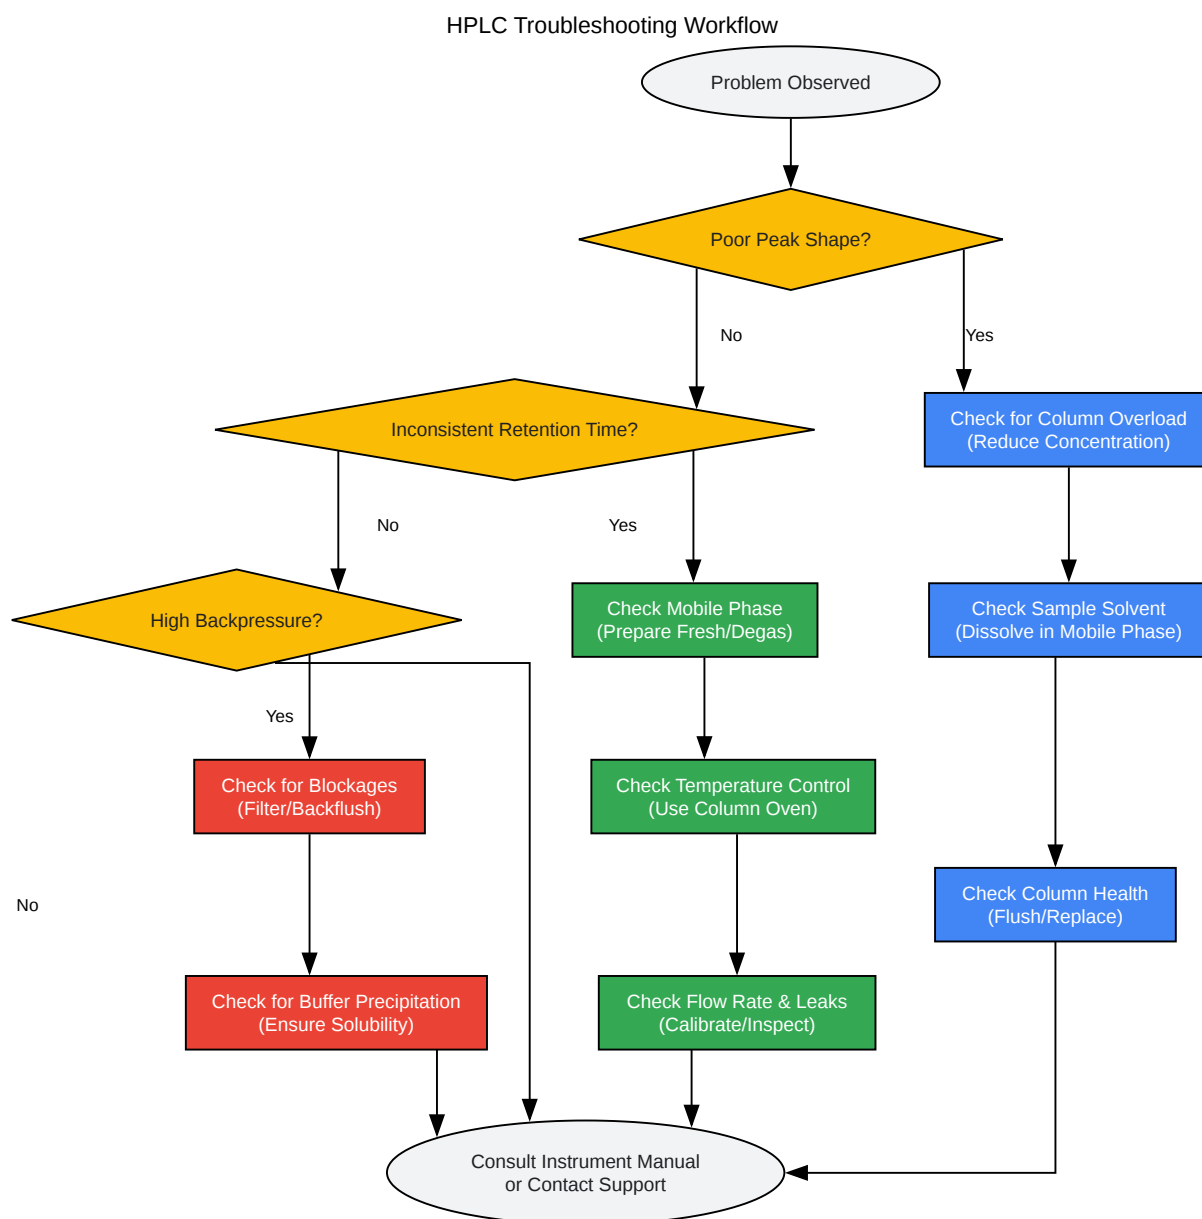 HPLC Troubleshooting Workflow
Problem Observed
Poor Peak Shape?
No
Yes
Inconsistent Retention Time?
Check for Column Overload
(Reduce Concentration)
No
Yes
High Backpressure?
Check Mobile Phase
(Prepare Fresh/Degas)
Check Sample Solvent
(Dissolve in Mobile Phase)
Yes
Check for Blockages
(Filter/Backflush)
Check Temperature Control
(Use Column Oven)
No
Check Column Health
(Flush/Replace)
Check for Buffer Precipitation
(Ensure Solubility)
Check Flow Rate & Leaks
(Calibrate/Inspect)
Consult Instrument Manual
or Contact Support